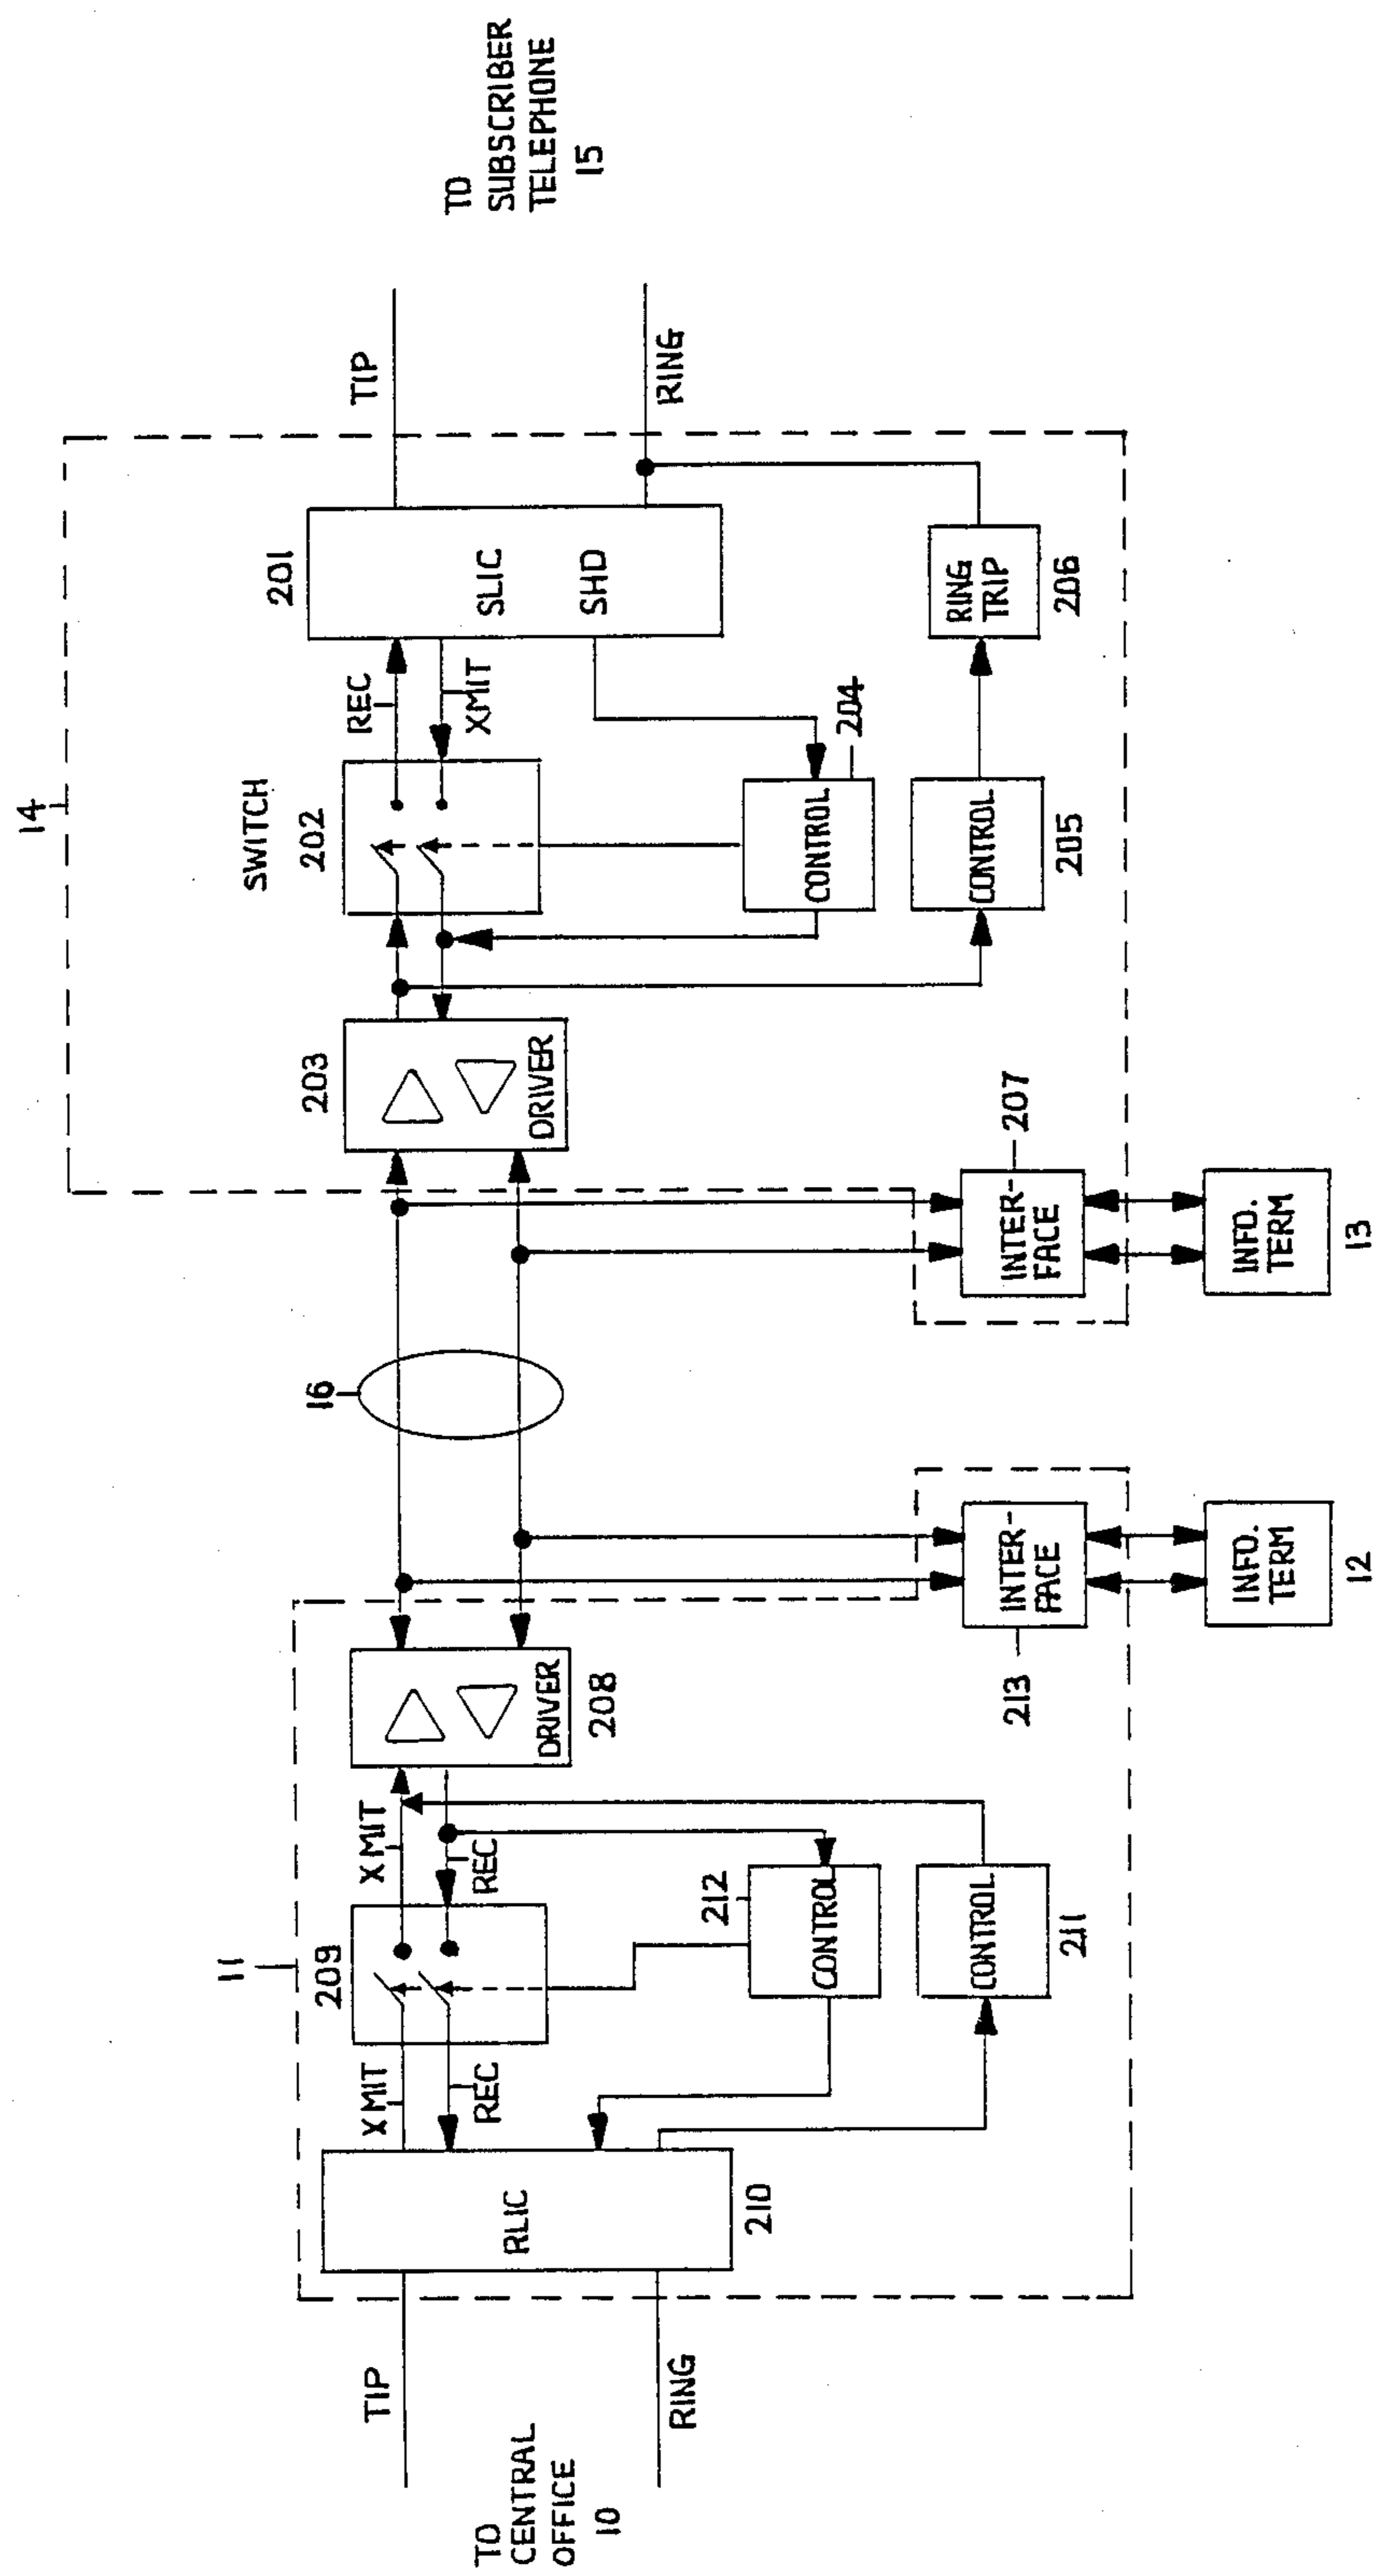 14
TO
SUBSCRIBER
TELEPHONE
15
TIP
RING
201
SLIC
SHD
REC
XMIT
SWITCH
202
204
CONTROL
CONTROL
205
RING
TRIP
206
203
DRIVER
207
INTER-
FACE
INFO.
TERM
13
16
11
208
DRIVER
INTER-
FACE
213
INFO.
TERM
12
XMIT
REC
209
212
CONTROL
CONTROL
211
XMIT
REC
RLIC
210
TIP
RING
TO
CENTRAL
OFFICE
10